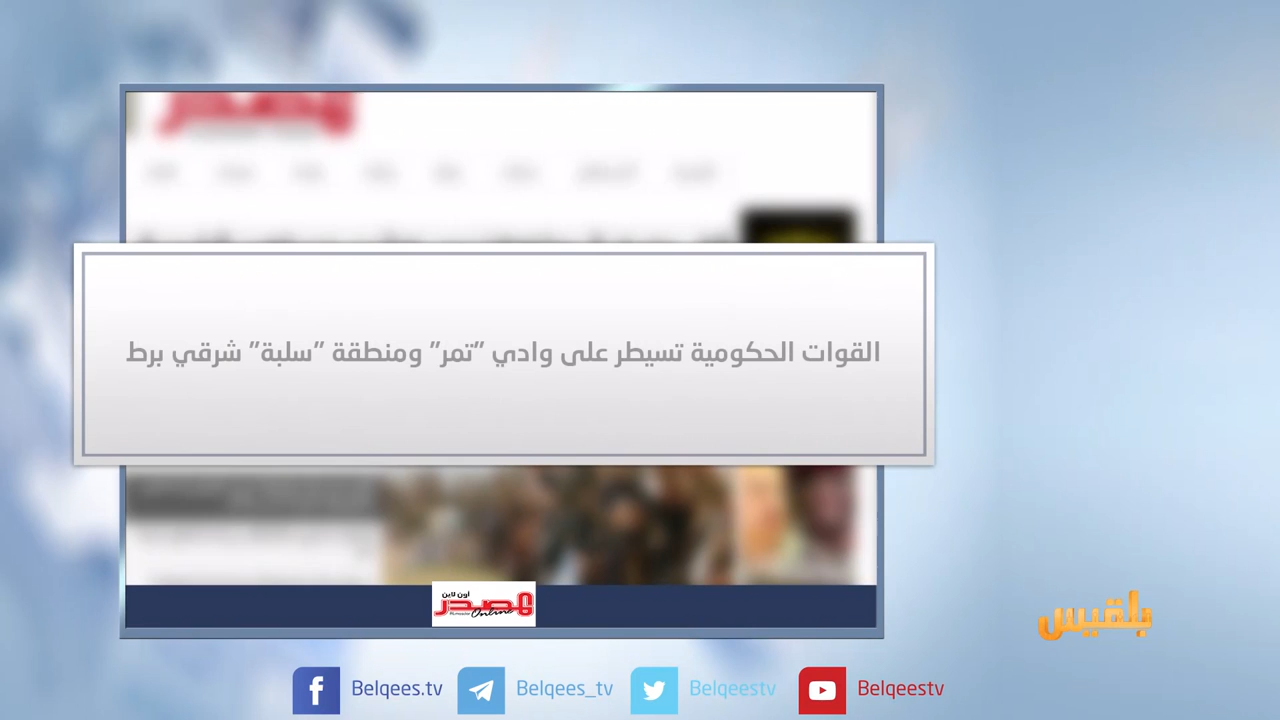 القوات الحكومية تسيطر على وادي "تمر" ومنطقة "سلبة" شرقي برط
أون لاين
المصدر
Online
بلقيس
Belqees.tv
Belqees_tv
Belqeestv
Belqeestv